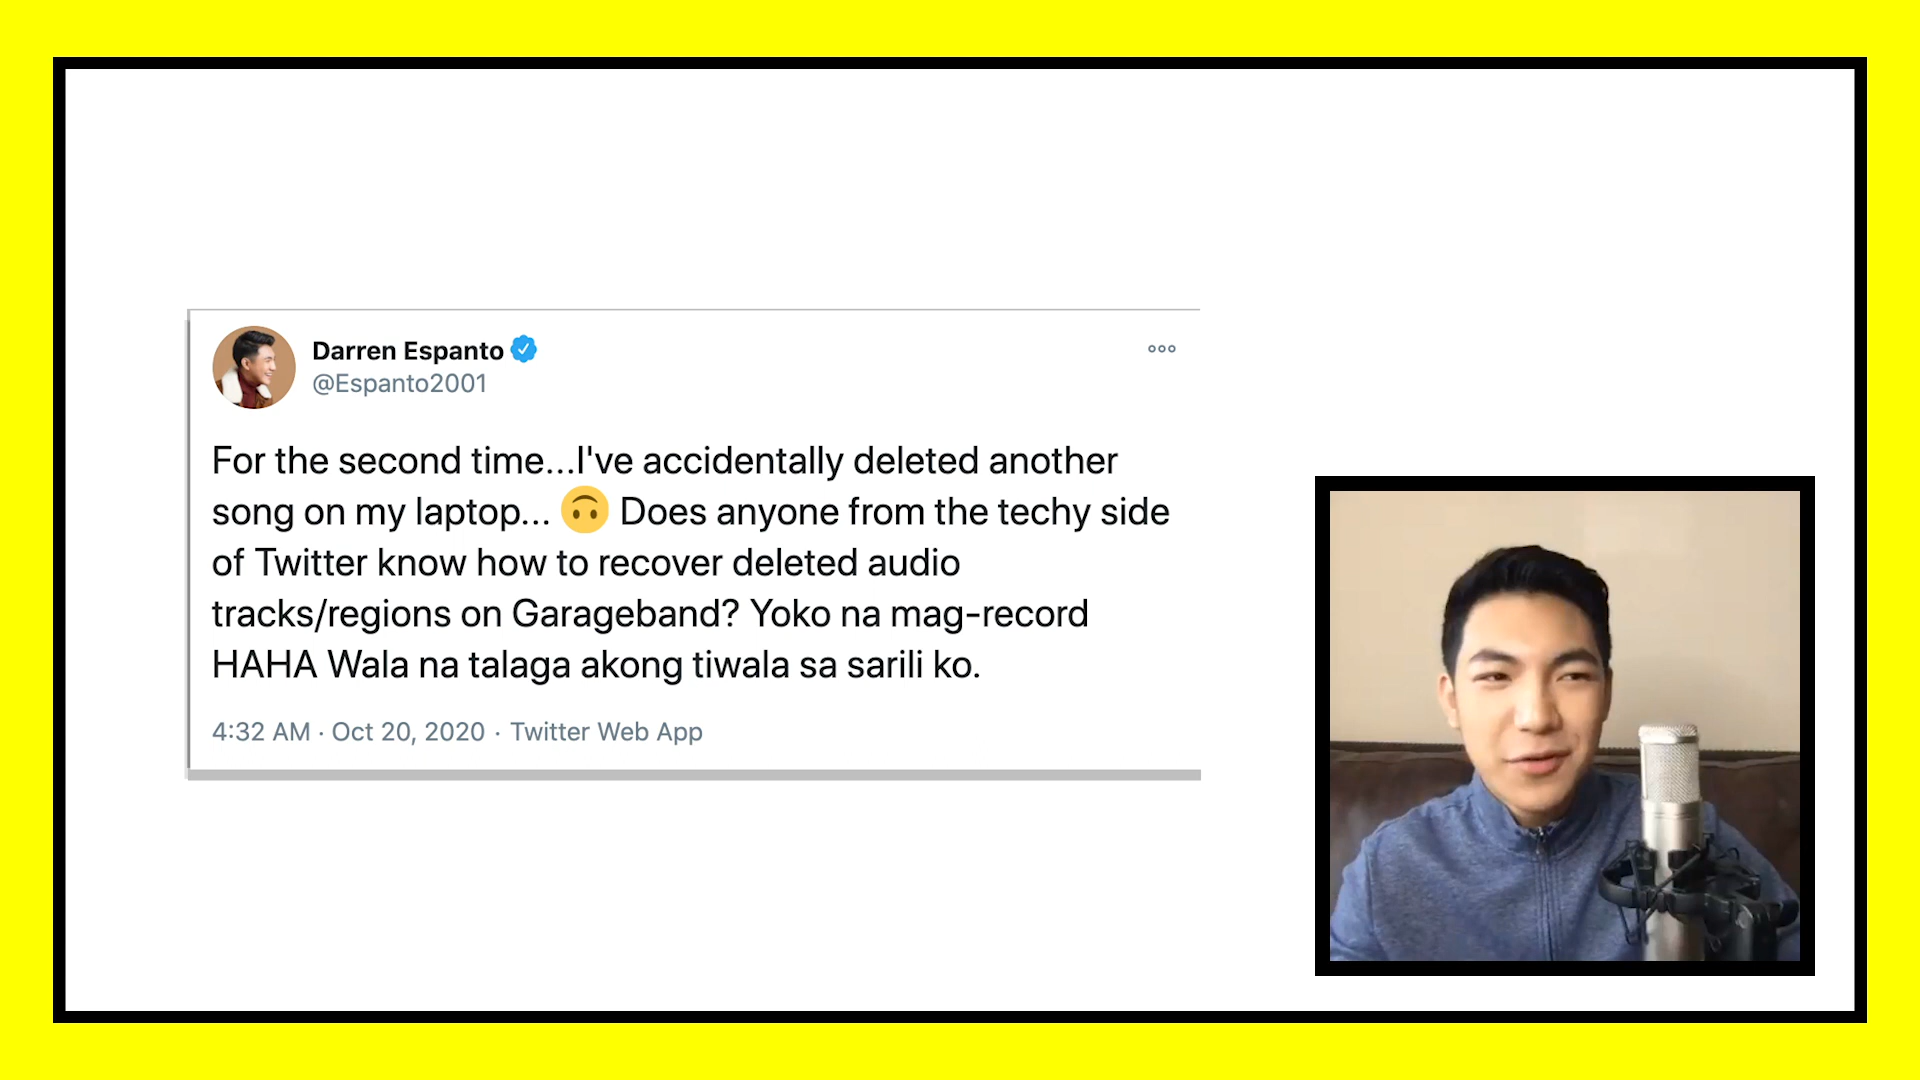 Darren Espanto
@Espanto2001
For the second time...I've accidentally deleted another
song on my laptop... 🙃 Does anyone from the techy side
of Twitter know how to recover deleted audio
tracks/regions on Garageband? Yoko na mag-record
HAHA Wala na talaga akong tiwala sa sarili ko.
4:32 AM · Oct 20, 2020 · Twitter Web App